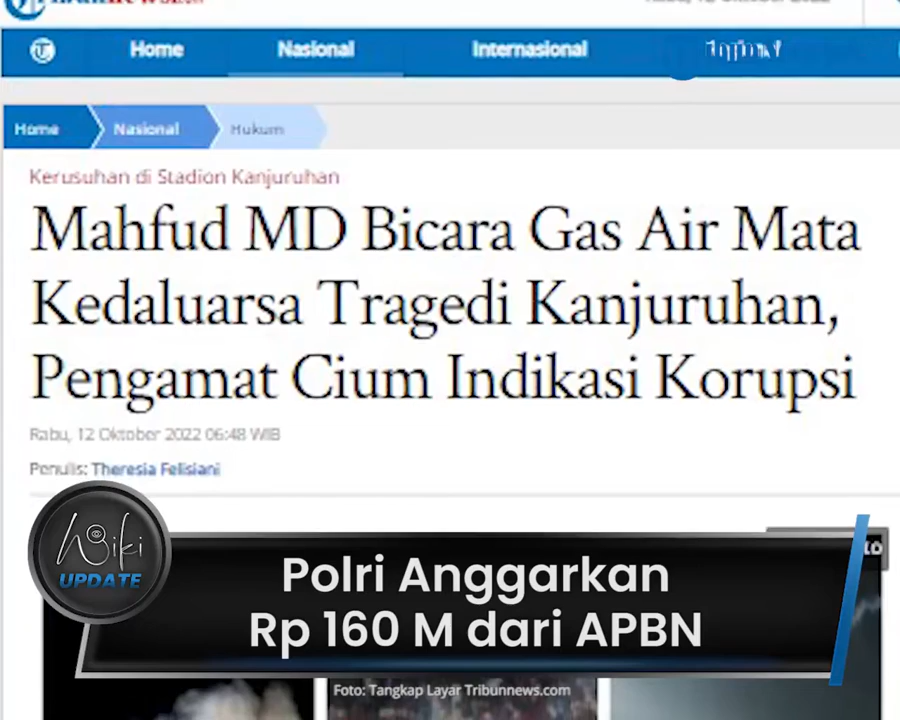 Home Nasional Internasional
Home Nasional Hukum
Kerusuhan di Stadion Kanjuruhan
Mahfud MD Bicara Gas Air Mata
Kedaluarsa Tragedi Kanjuruhan,
Pengamat Cium Indikasi Korupsi
Rabu, 12 Oktober 2022 06:48 WIB
Penulis: Theresia Felisiani
Wiki
UPDATE
Polri Anggarkan
Rp 160 M dari APBN
Foto: Tangkap Layar Tribunnews.com